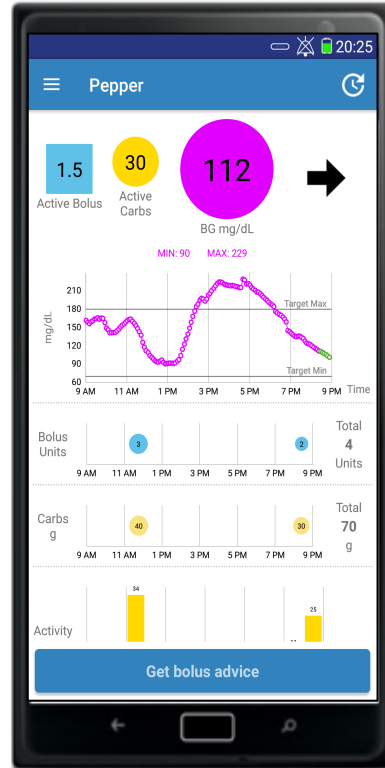 20:25
Pepper
1.5
30
112
Active Bolus
Active
Carbs
BG mg/dL
MIN: 90 MAX: 229
mg/dL
210
180
150
120
90
60
Target Max
Target Min
9 AM 11 AM 1 PM 3 PM 5 PM 7 PM 9 PM Time
Bolus
Units
3
2
Total
4
Units
9 AM 11 AM 1 PM 3 PM 5 PM 7 PM 9 PM
Carbs
g
40
30
Total
70
g
9 AM 11 AM 1 PM 3 PM 5 PM 7 PM 9 PM
Activity
34
25
Get bolus advice